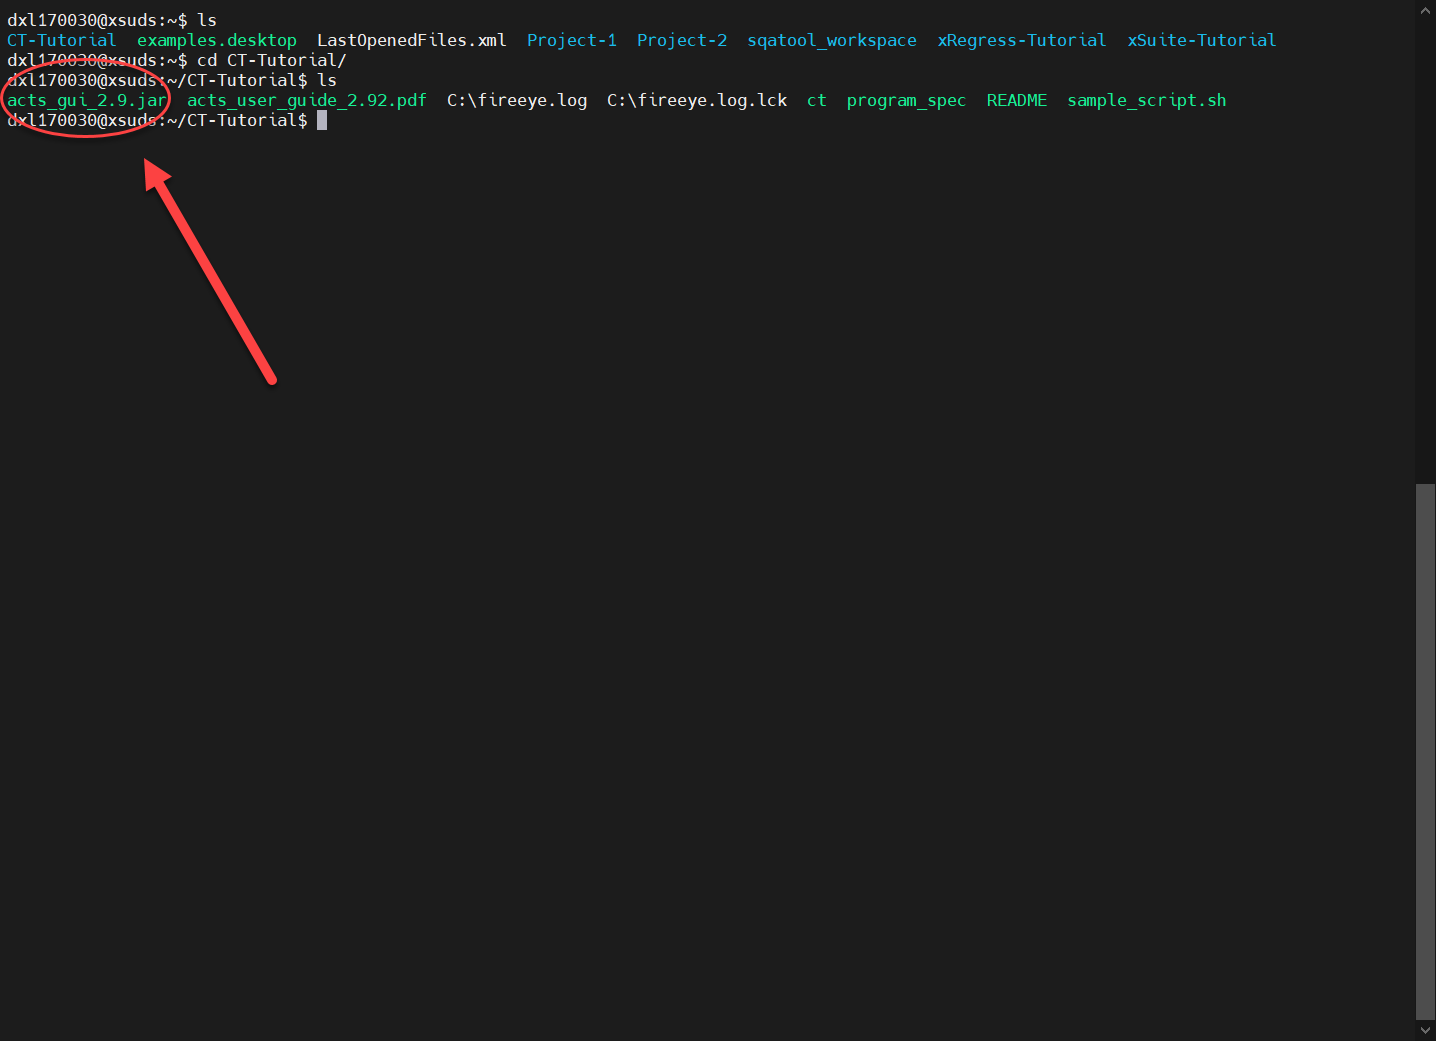 dxl170030@xsuds:~$ ls
CT-Tutorial  examples.desktop  LastOpenedFiles.xml  Project-1  Project-2  sqatool_workspace  xRegress-Tutorial  xSuite-Tutorial
dxl170030@xsuds:~$ cd CT-Tutorial/
dxl170030@xsuds:~/CT-Tutorial$ ls
acts_gui_2.9.jar  acts_user_guide_2.92.pdf  C:\fireeye.log  C:\fireeye.log.lck  ct  program_spec  README  sample_script.sh
dxl170030@xsuds:~/CT-Tutorial$